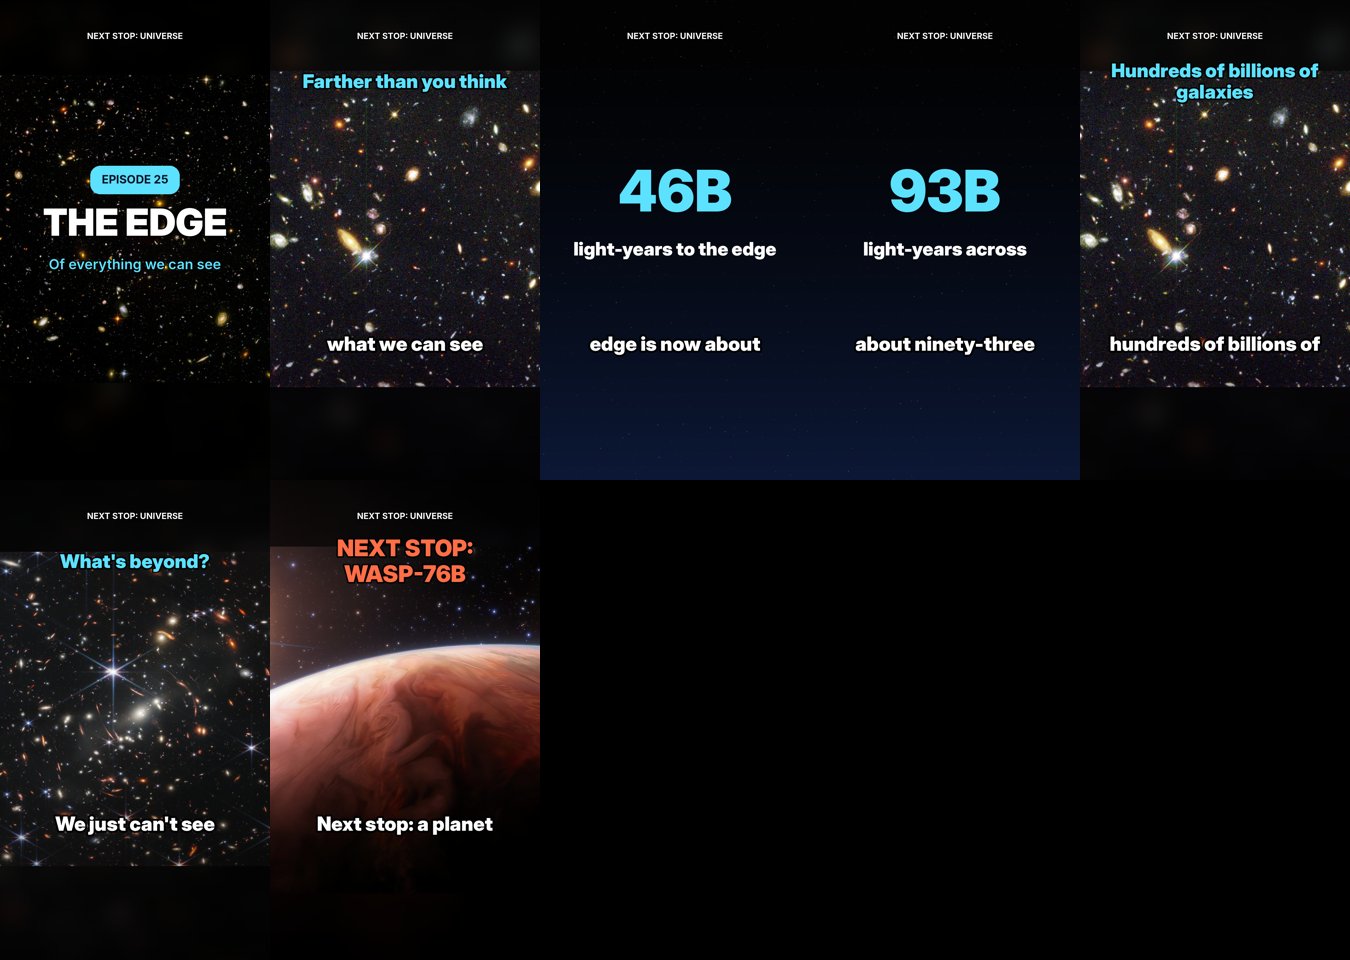 NEXT STOP: UNIVERSE
EPISODE 25
THE EDGE
Of everything we can see
NEXT STOP: UNIVERSE
Farther than you think
what we can see
NEXT STOP: UNIVERSE
46B
light-years to the edge
edge is now about
NEXT STOP: UNIVERSE
93B
light-years across
about ninety-three
NEXT STOP: UNIVERSE
Hundreds of billions of
galaxies
hundreds of billions of
NEXT STOP: UNIVERSE
What's beyond?
We just can't see
NEXT STOP: UNIVERSE
NEXT STOP:
WASP-76B
Next stop: a planet